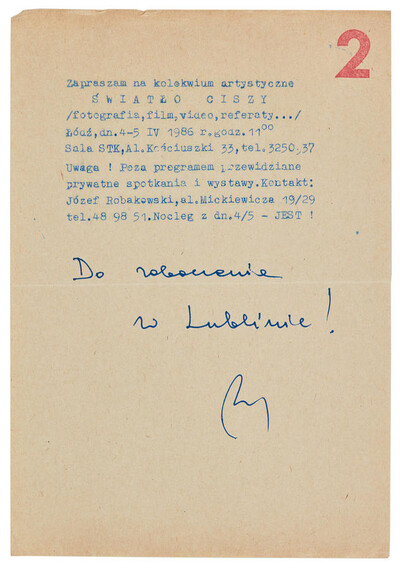 2
Zapraszam na kolekwium artystyczne
ŚWIATŁO CISZY
/fotografia,film,video,referaty.../
Łódź,dn.4-5 IV 1986 r.godz.11⁰⁰
Sala STK,Al.Kościuszki 33,tel.3250 37
Uwaga ! Poza programem przewidziane
prywatne spotkania i wystawy.Kontakt:
Józef Robakowski,al.Mickiewicza 19/29
tel.48 98 51.Nocleg z dn.4/5 - JEST !
Do zobaczenia
w Lublinie!